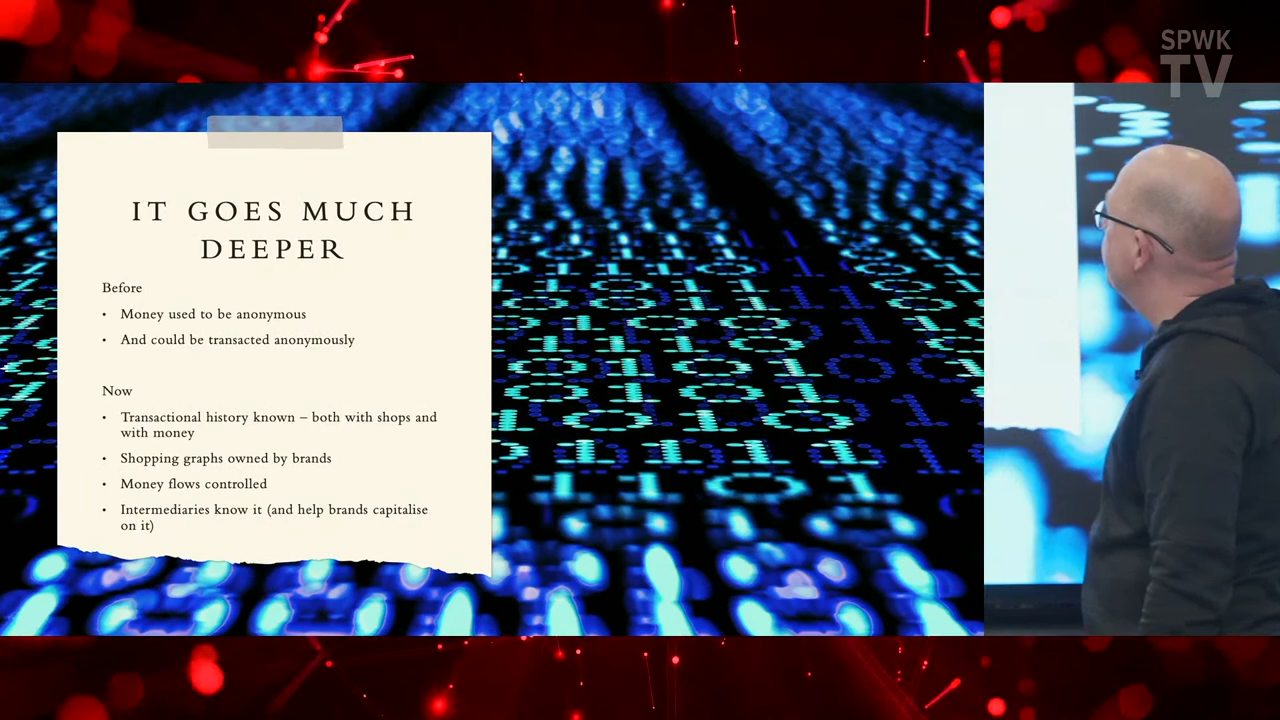 SPWK
TV
IT GOES MUCH
DEEPER
Before
• Money used to be anonymous
• And could be transacted anonymously
Now
• Transactional history known – both with shops and
with money
• Shopping graphs owned by brands
• Money flows controlled
• Intermediaries know it (and help brands capitalise
on it)